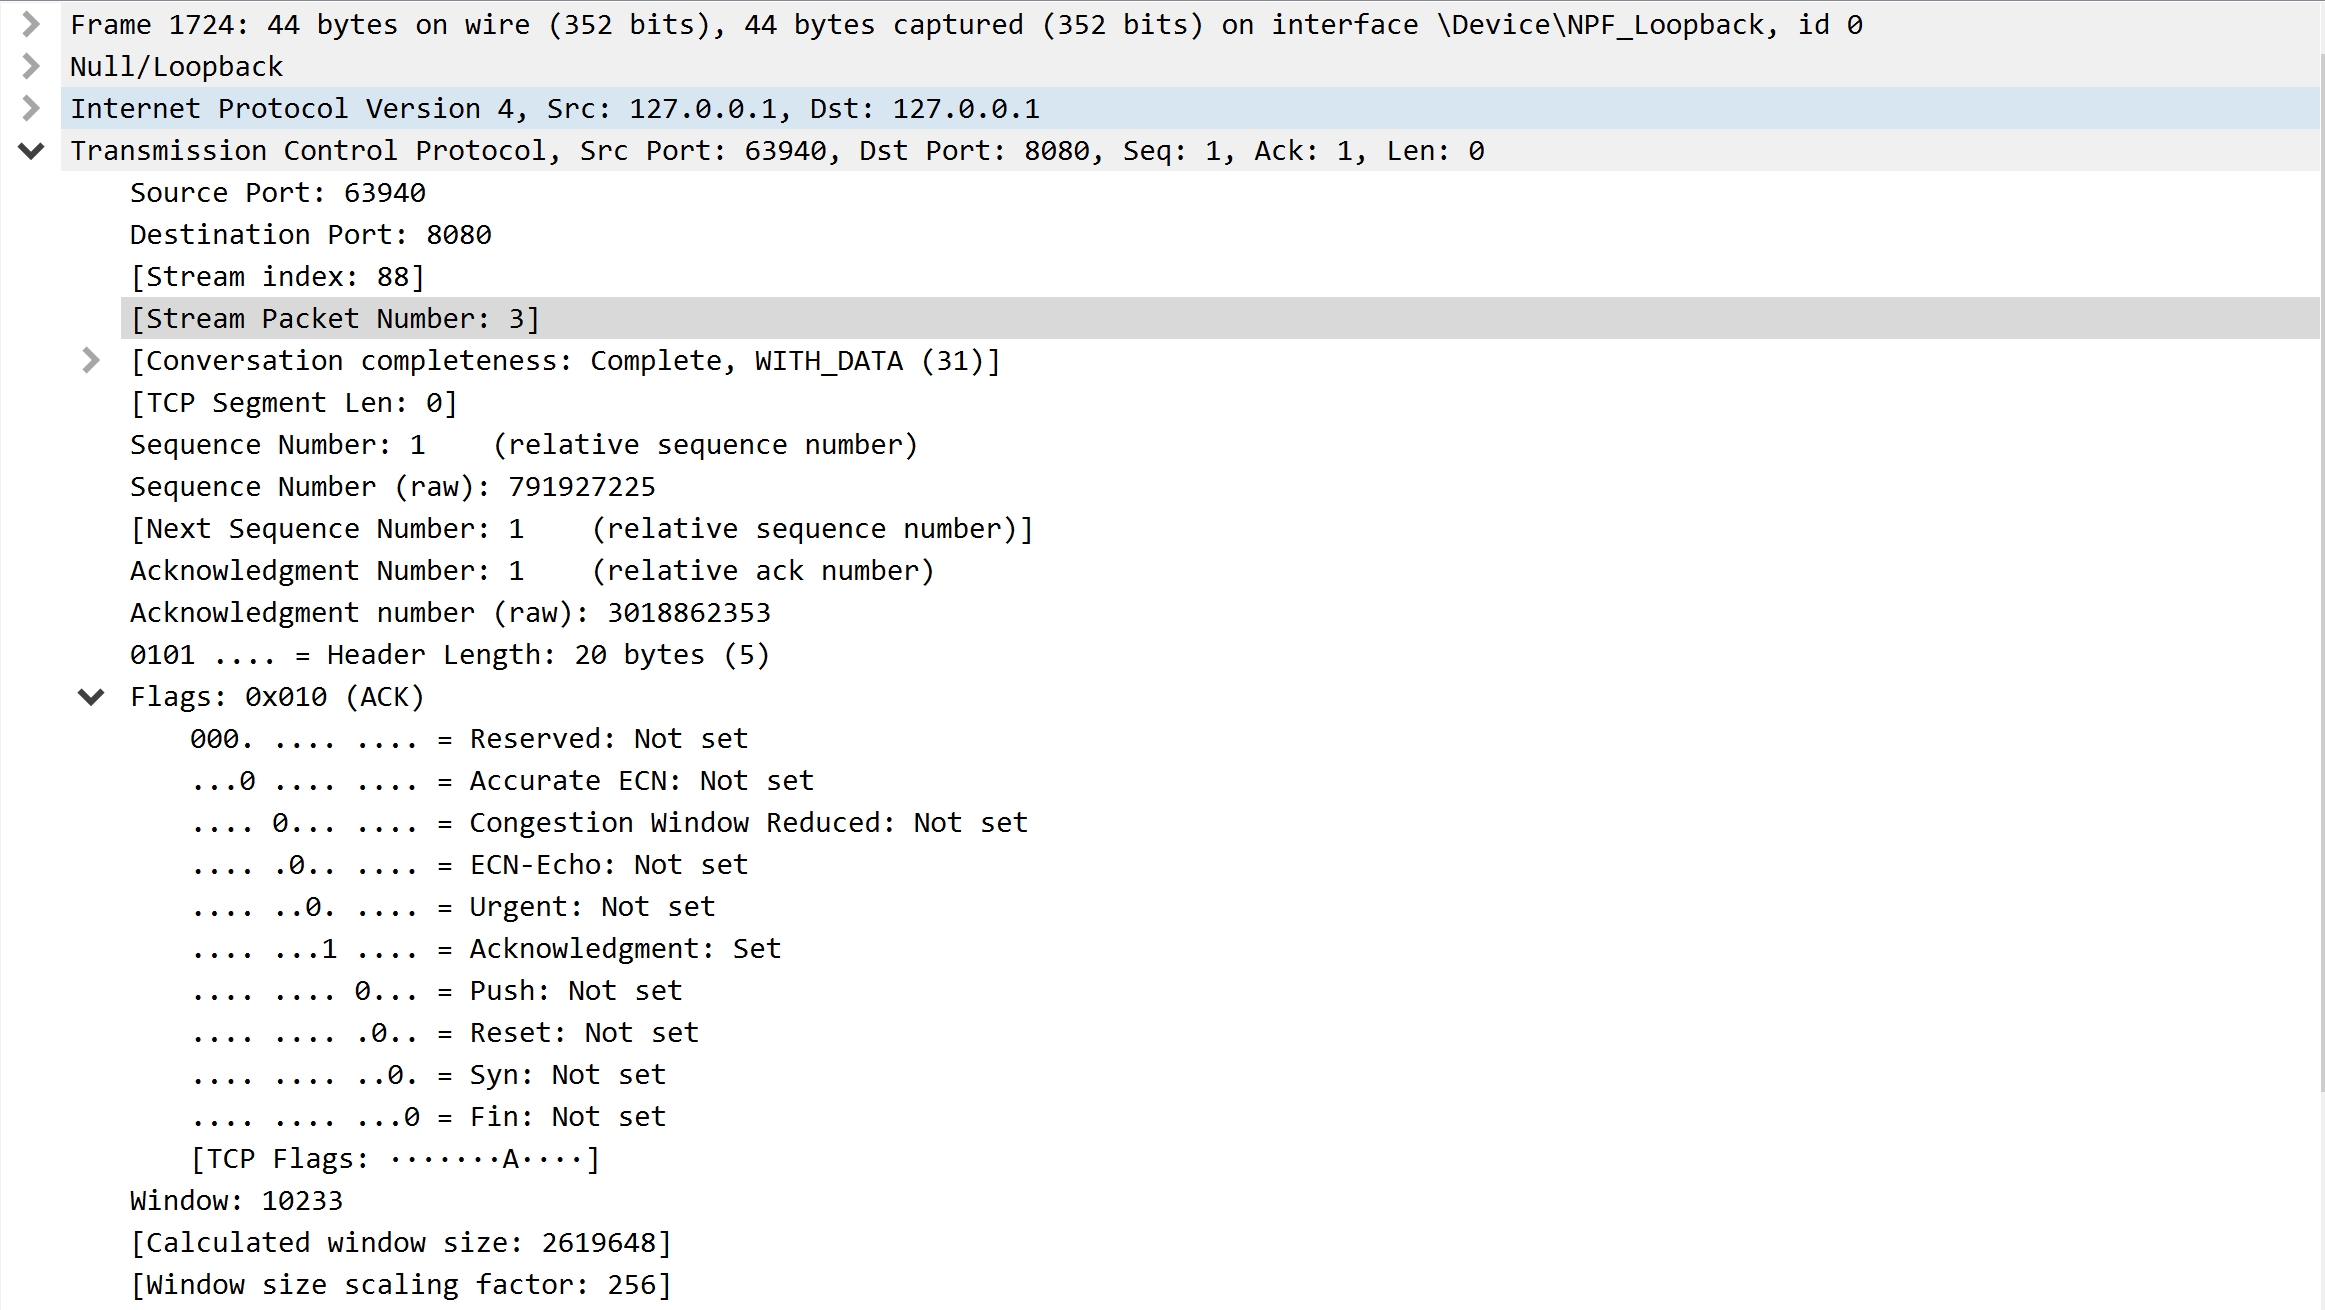 Frame 1724: 44 bytes on wire (352 bits), 44 bytes captured (352 bits) on interface \Device\NPF_Loopback, id 0
Null/Loopback
Internet Protocol Version 4, Src: 127.0.0.1, Dst: 127.0.0.1
Transmission Control Protocol, Src Port: 63940, Dst Port: 8080, Seq: 1, Ack: 1, Len: 0
Source Port: 63940
Destination Port: 8080
[Stream index: 88]
[Stream Packet Number: 3]
[Conversation completeness: Complete, WITH_DATA (31)]
[TCP Segment Len: 0]
Sequence Number: 1    (relative sequence number)
Sequence Number (raw): 791927225
[Next Sequence Number: 1    (relative sequence number)]
Acknowledgment Number: 1    (relative ack number)
Acknowledgment number (raw): 3018862353
0101 .... = Header Length: 20 bytes (5)
Flags: 0x010 (ACK)
000. .... .... = Reserved: Not set
...0 .... .... = Accurate ECN: Not set
.... 0... .... = Congestion Window Reduced: Not set
.... .0.. .... = ECN-Echo: Not set
.... ..0. .... = Urgent: Not set
.... ...1 .... = Acknowledgment: Set
.... .... 0... = Push: Not set
.... .... .0.. = Reset: Not set
.... .... ..0. = Syn: Not set
.... .... ...0 = Fin: Not set
[TCP Flags: ·······A····]
Window: 10233
[Calculated window size: 2619648]
[Window size scaling factor: 256]